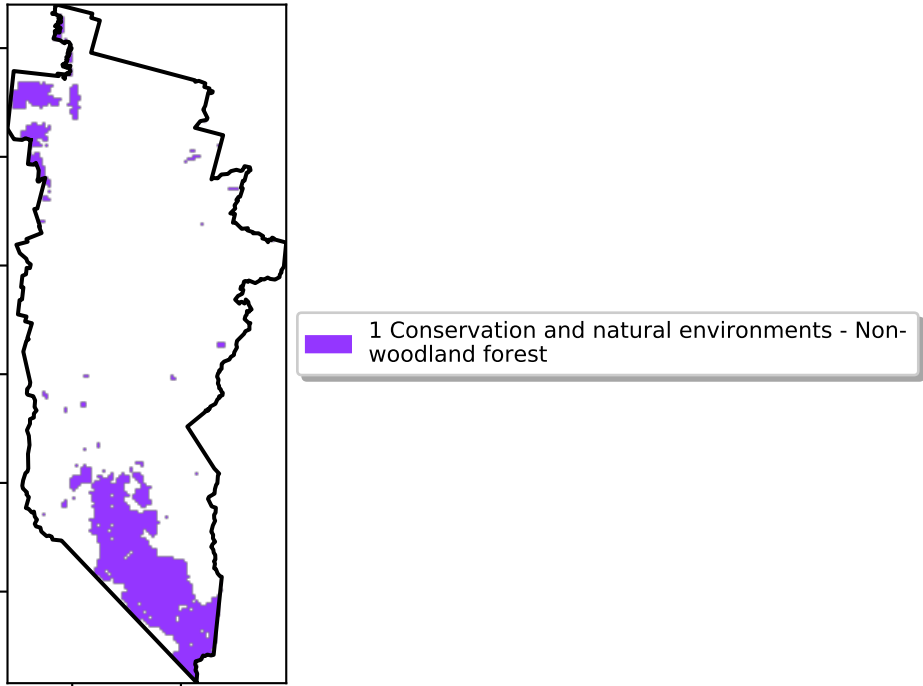 1 Conservation and natural environments - Non-
woodland forest